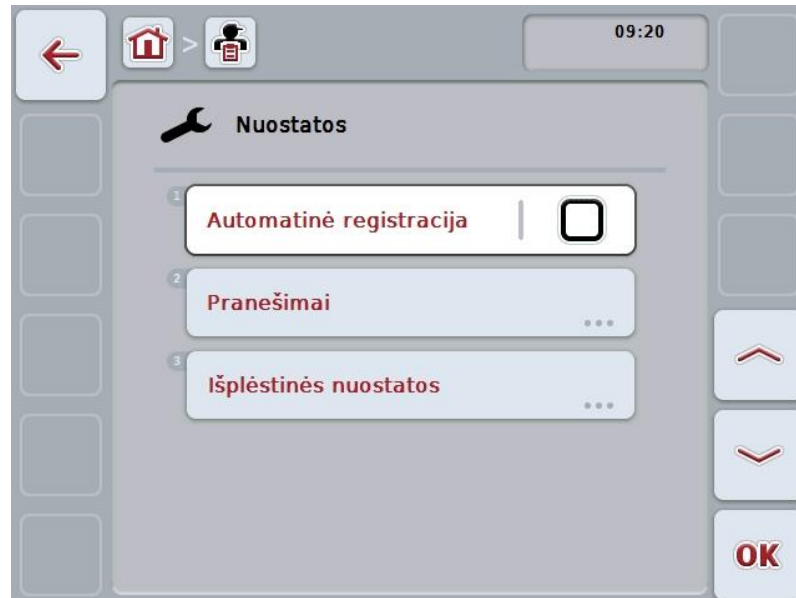 >
09:20
Nuostatos
1
Automatinė registracija
2
Pranešimai
...
3
Išplėstinės nuostatos
...
OK